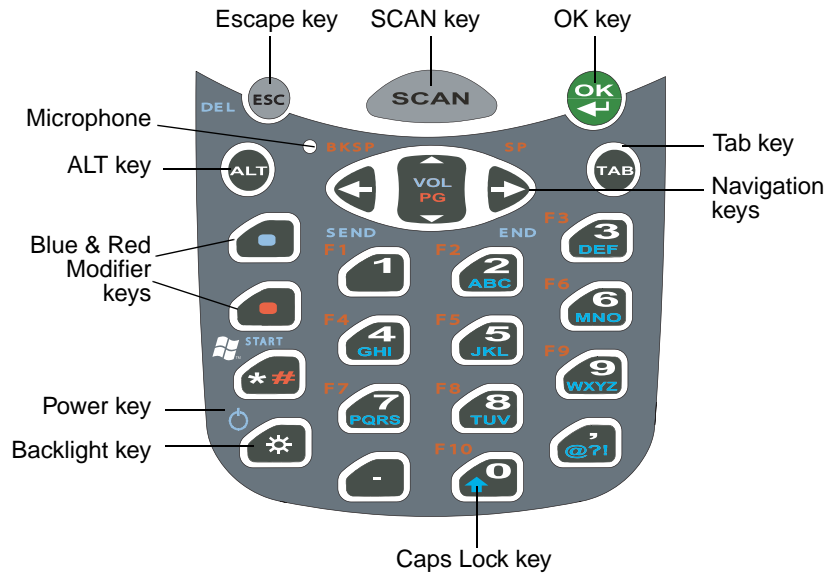 Escape key
SCAN key
OK key
DEL
ESC
SCAN
OK
Microphone
BKSP
SP
Tab key
ALT key
ALT
VOL
PG
TAB
Navigation
keys
SEND
END
Blue & Red
Modifier
keys
F1
1
F2
2
ABC
F3
3
DEF
F4
4
GHI
F5
5
JKL
F6
6
MNO
START
* #
F7
7
PQRS
F8
8
TUV
F9
9
WXYZ
Power key
Backlight key
-
F10
0
,
@?!
Caps Lock key